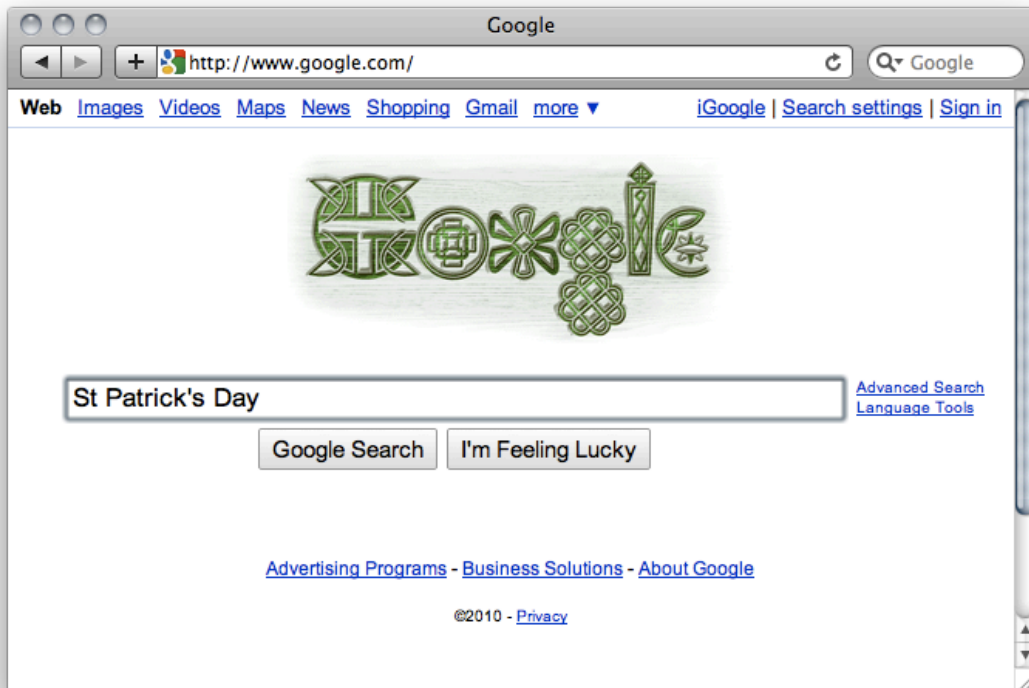 Google
http://www.google.com/ Google
Web Images Videos Maps News Shopping Gmail more ▼ iGoogle | Search settings | Sign in
Google
St Patrick's Day
Advanced Search
Language Tools
Google Search I'm Feeling Lucky
Advertising Programs - Business Solutions - About Google
©2010 - Privacy